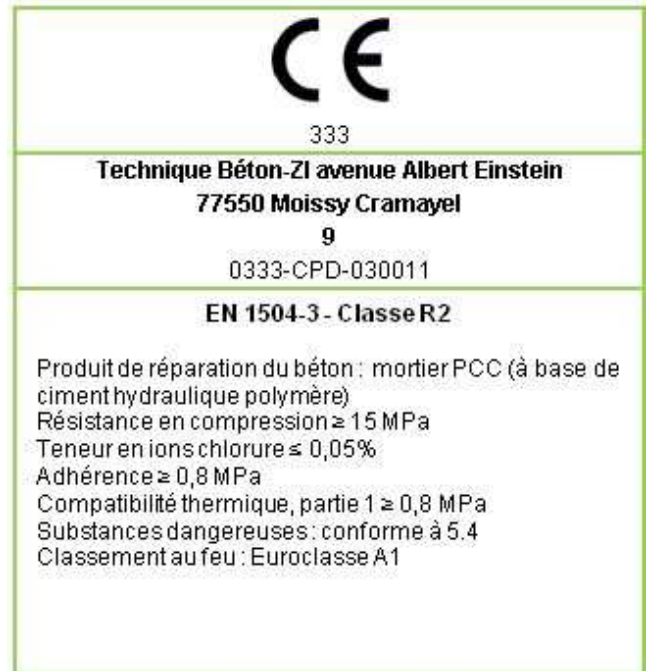 CE
333
Technique Béton-ZI avenue Albert Einstein
77550 Moissy Cramayel
9
0333-CPD-030011
EN 1504-3 - Classe R2
Produit de réparation du béton : mortier PCC (à base de
ciment hydraulique polymère)
Résistance en compression ≥ 15 MPa
Teneur en ions chlorure ≤ 0,05%
Adhérence ≥ 0,8 MPa
Compatibilité thermique, partie 1 ≥ 0,8 MPa
Substances dangereuses : conforme à 5.4
Classement au feu : Euroclasse A1